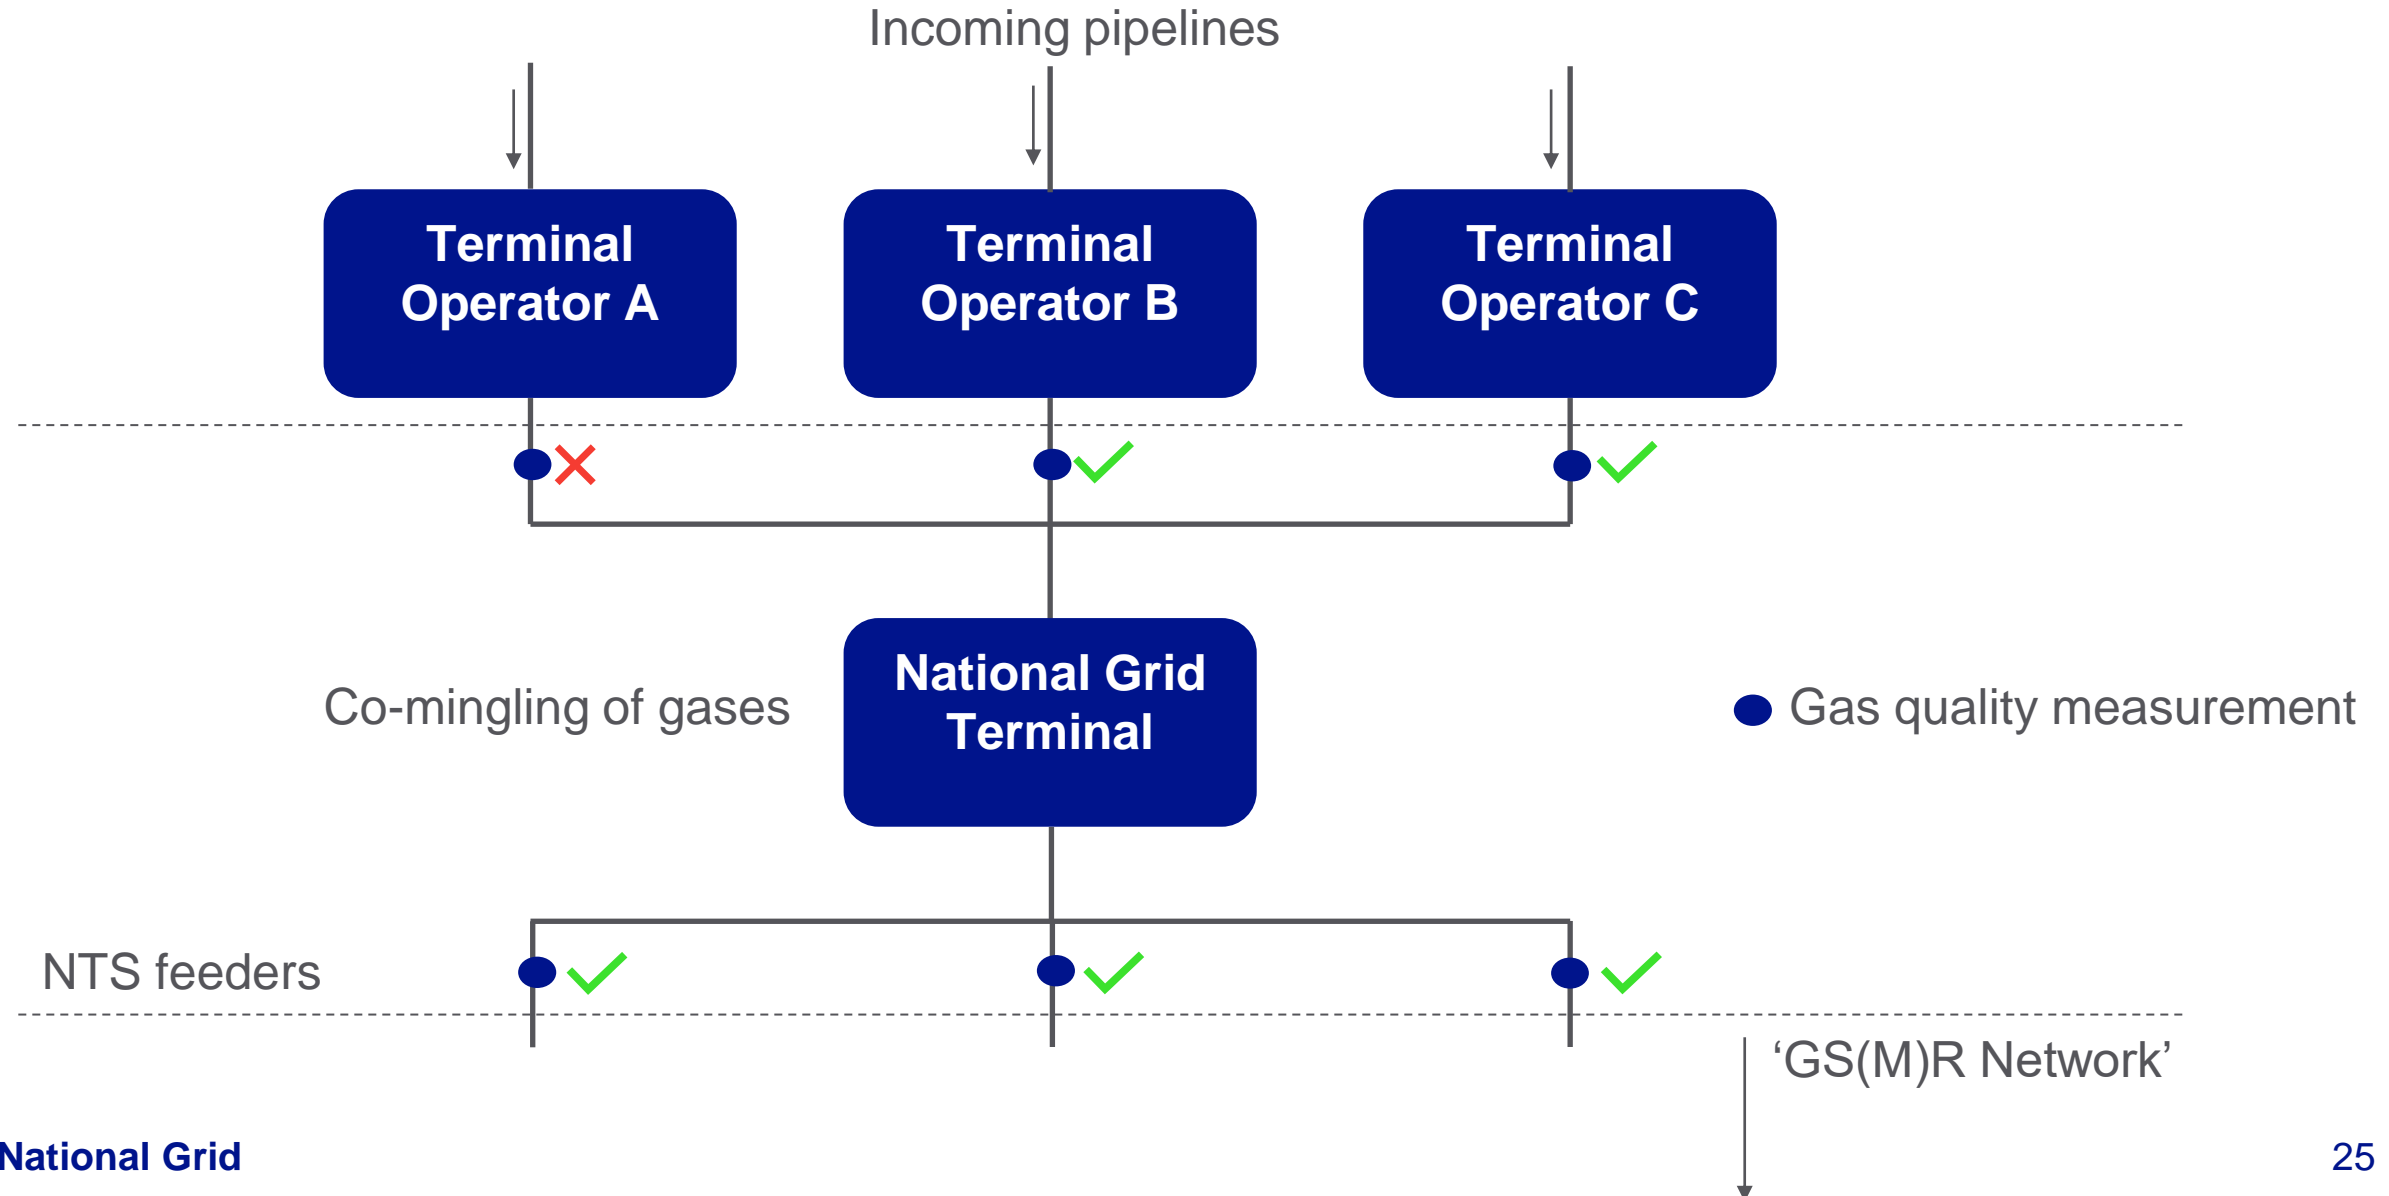 Incoming pipelines
Terminal
Operator A
Terminal
Operator B
Terminal
Operator C
National Grid
Terminal
Co-mingling of gases
Gas quality measurement
NTS feeders
‘GS(M)R Network’
National Grid
25